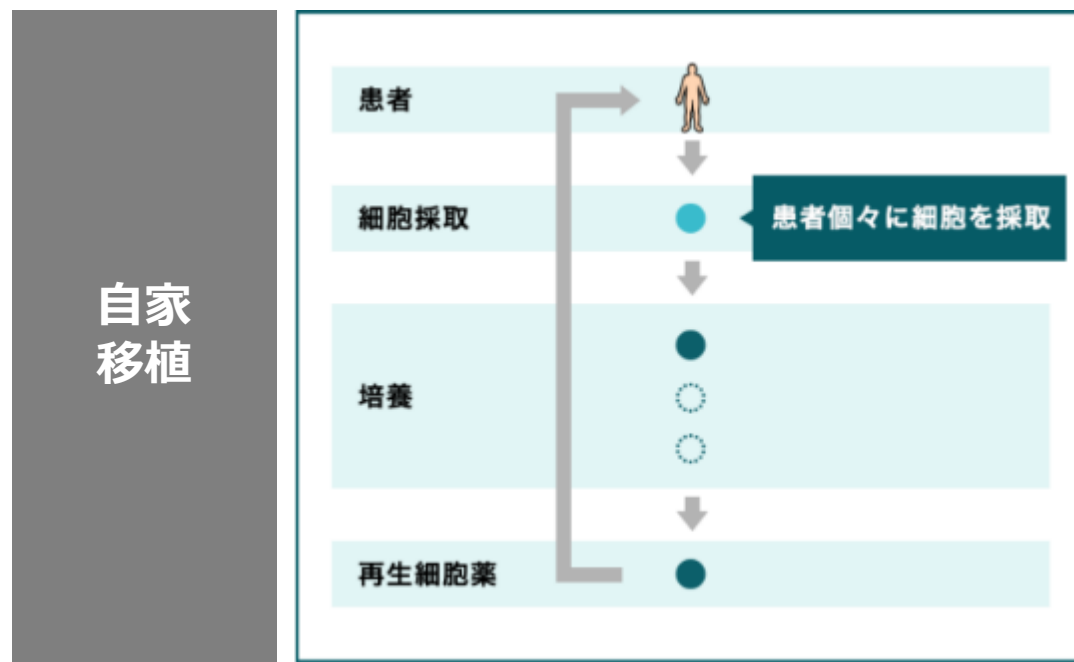 自家
移植
患者
細胞採取
患者個々に細胞を採取
培養
再生細胞薬